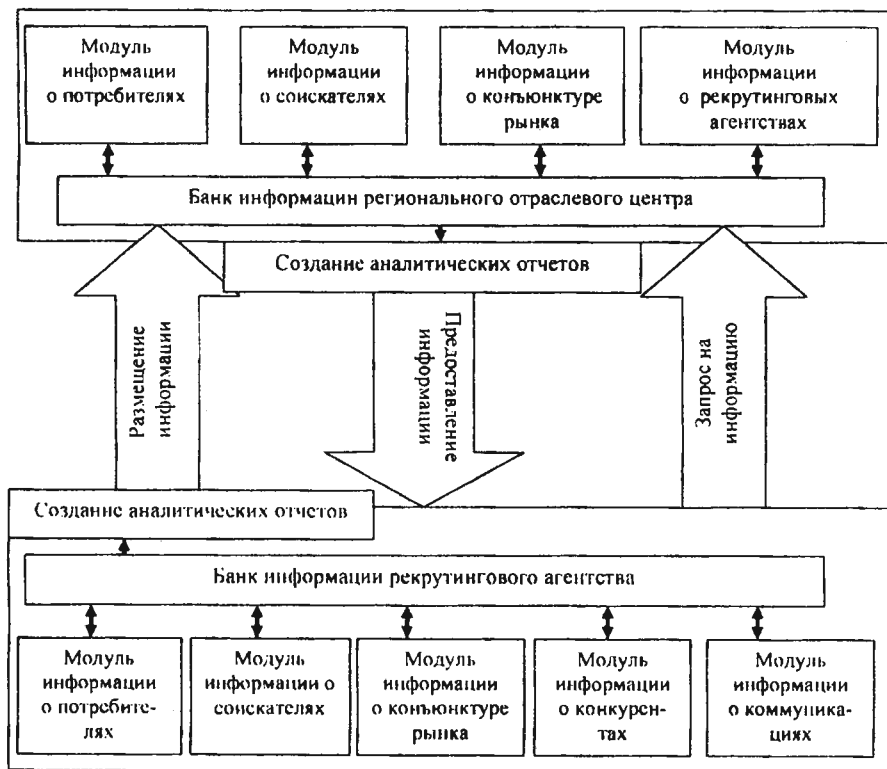 Модуль
информации
о потребителях
Модуль
информации
о соискателях
Модуль
информации
о конъюнктуре
рынка
Модуль
информации
о рекрутинговых
агентствах
Банк информации регионального отраслевого центра
Создание аналитических отчетов
Размещение
информации
Предоставление
информации
Запрос на
информацию
Создание аналитических отчетов
Банк информации рекрутингового агентства
Модуль
информации
о потребите-
лях
Модуль
информации о
соискателях
Модуль
информации
о конъюнктуре
рынка
Модуль
информации
о конкурен-
тах
Модуль
информации
о коммуника-
циях